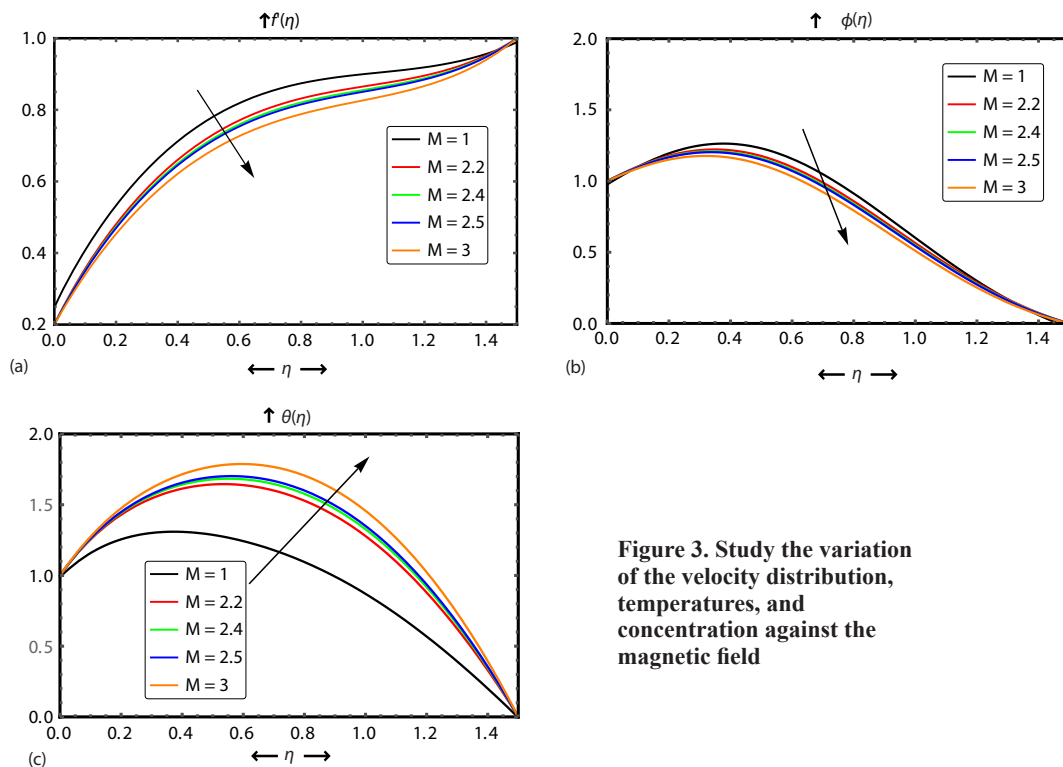 ↑f'(η)
1.0
0.8
0.6
0.4
0.2
0.0 0.2 0.4 0.6 0.8 1.0 1.2 1.4
M = 1
M = 2.2
M = 2.4
M = 2.5
M = 3
(a)
← η →
↑ ϕ(η)
2.0
1.5
1.0
0.5
0.0
0.0 0.2 0.4 0.6 0.8 1.0 1.2 1.4
M = 1
M = 2.2
M = 2.4
M = 2.5
M = 3
(b)
← η →
↑ θ(η)
2.0
1.5
1.0
0.5
0.0
0.0 0.2 0.4 0.6 0.8 1.0 1.2 1.4
M = 1
M = 2.2
M = 2.4
M = 2.5
M = 3
(c)
← η →
Figure 3. Study the variation
of the velocity distribution,
temperatures, and
concentration against the
magnetic field